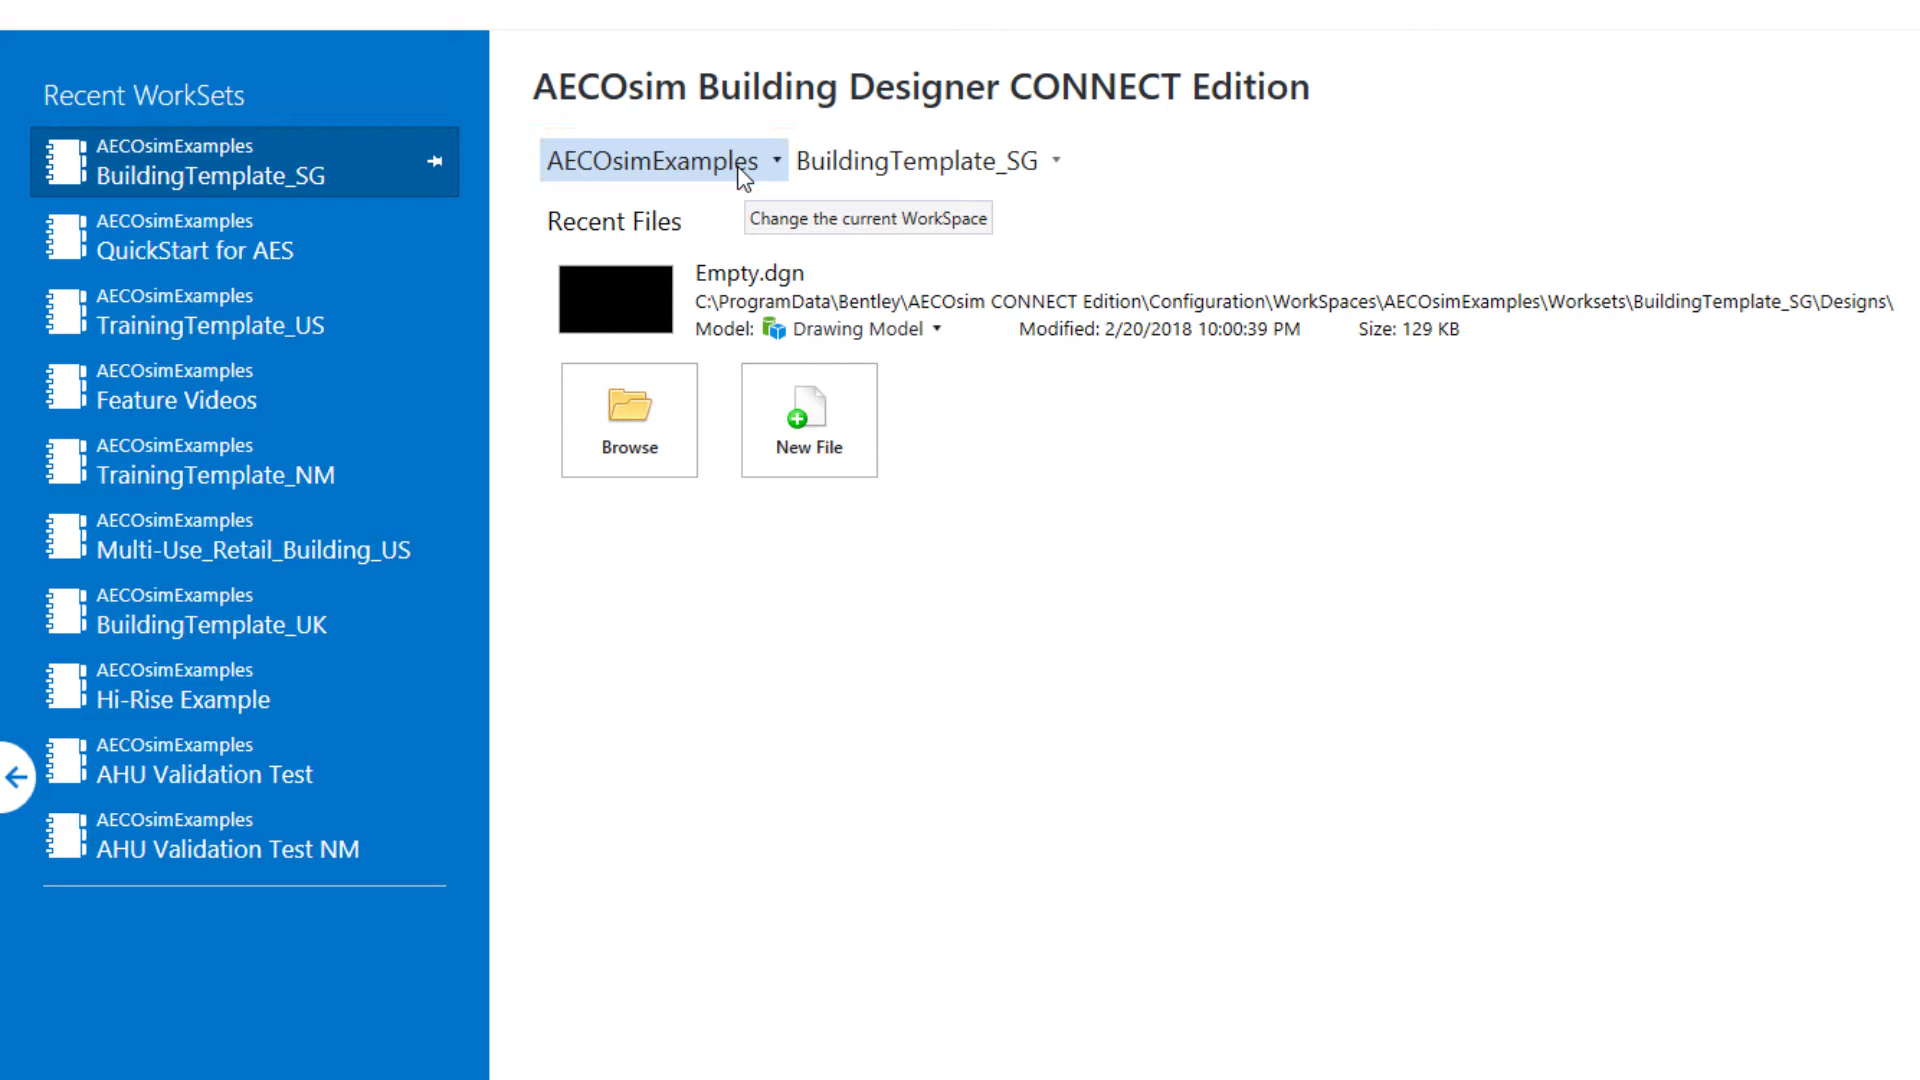 Recent WorkSets
AECOsimExamples
BuildingTemplate_SG
AECOsimExamples
QuickStart for AES
AECOsimExamples
TrainingTemplate_US
AECOsimExamples
Feature Videos
AECOsimExamples
TrainingTemplate_NM
AECOsimExamples
Multi-Use_Retail_Building_US
AECOsimExamples
BuildingTemplate_UK
AECOsimExamples
Hi-Rise Example
AECOsimExamples
AHU Validation Test
AECOsimExamples
AHU Validation Test NM
AECOsim Building Designer CONNECT Edition
AECOsimExamples BuildingTemplate_SG
Recent Files
Change the current WorkSpace
Empty.dgn
C:\ProgramData\Bentley\AECOsim CONNECT Edition\Configuration\WorkSpaces\AECOsimExamples\Worksets\BuildingTemplate_SG\Designs\
Model: Drawing Model Modified: 2/20/2018 10:00:39 PM Size: 129 KB
Browse New File